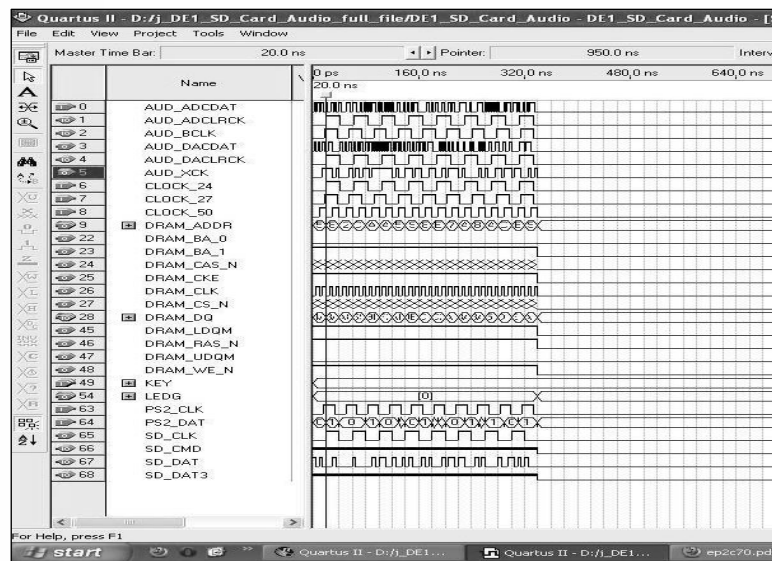 Quartus II - D:/j_DE1_SD_Card_Audio_full_file/DE1_SD_Card_Audio - DE1_SD_Card_Audio - [
File Edit View Project Tools Window
Master Time Bar: 20.0 ns Pointer: 950.0 ns Interv
Name
0 ps 160.0 ns 320.0 ns 480.0 ns 640.0 ns
20.0 ns
0 AUD_ADCDAT
1 AUD_ADCLRCK
2 AUD_BCLK
3 AUD_DACDAT
4 AUD_DACLRCK
5 AUD_XCK
6 CLOCK_24
7 CLOCK_27
8 CLOCK_50
9 DRAM_ADDR
22 DRAM_BA_0
23 DRAM_BA_1
24 DRAM_CAS_N
25 DRAM_CKE
26 DRAM_CLK
27 DRAM_CS_N
28 DRAM_DQ
45 DRAM_LDQM
46 DRAM_RAS_N
47 DRAM_UDQM
48 DRAM_WE_N
49 KEY
54 LEDG [0]
63 PS2_CLK
64 PS2_DAT
65 SD_CLK
66 SD_CMD
67 SD_DAT
68 SD_DAT3
For Help, press F1
start Quartus II - D:/j_DE1... Quartus II - D:/j_DE1... ep2c70.pd